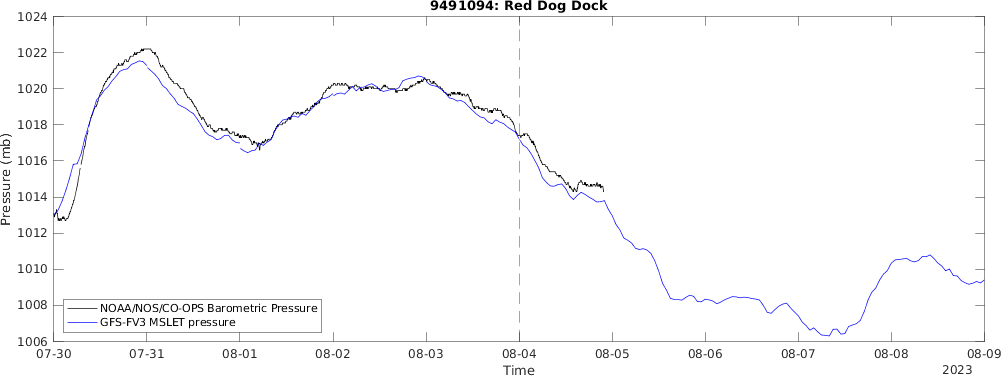 9491094: Red Dog Dock
Pressure (mb)
1024
1022
1020
1018
1016
1014
1012
1010
1008
1006
NOAA/NOS/CO-OPS Barometric Pressure
GFS-FV3 MSLET pressure
07-30 07-31 08-01 08-02 08-03 08-04 08-05 08-06 08-07 08-08 08-09
Time
2023